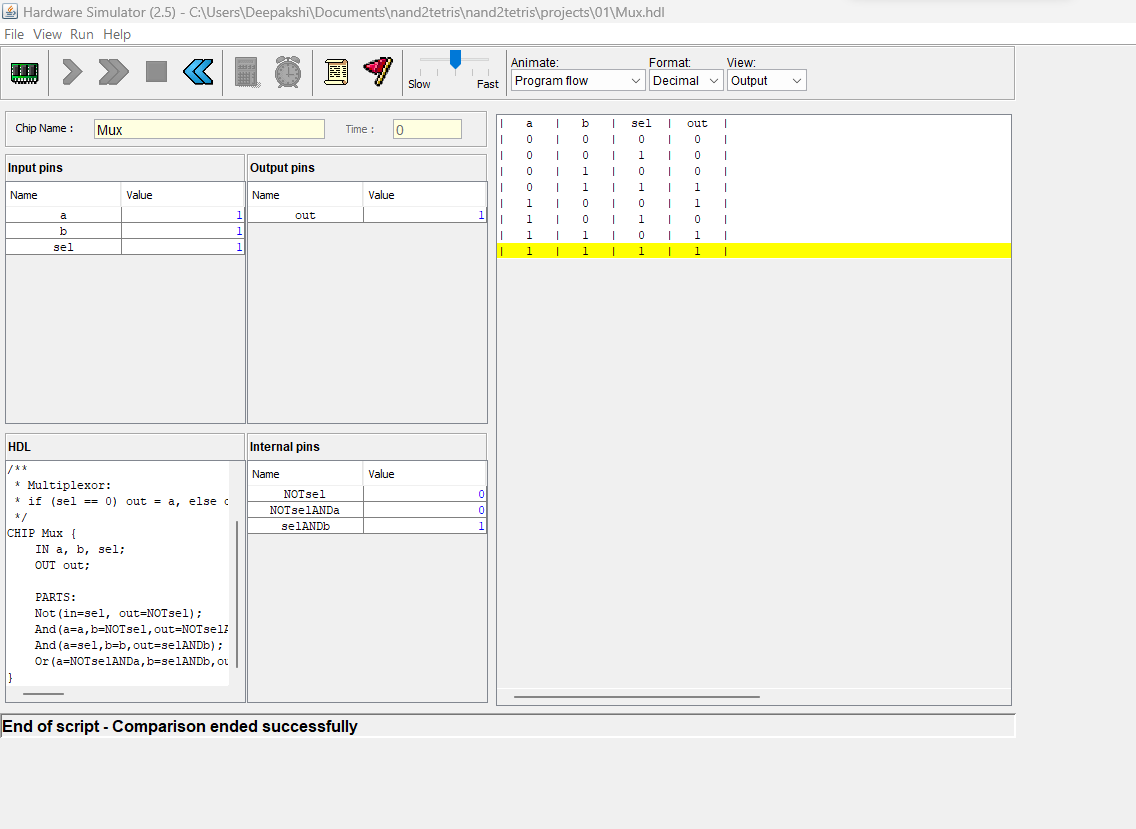 Hardware Simulator (2.5) - C:\Users\Deepakshi\Documents\nand2tetris\nand2tetris\projects\01\Mux.hdl
File View Run Help
Slow Fast
Animate: Format: View:
Program flow Decimal Output
Chip Name : Mux Time : 0
Input pins
Name Value
a 1
b 1
sel 1
Output pins
Name Value
out 1
HDL
/**
* Multiplexor:
* if (sel == 0) out = a, else o
*/
CHIP Mux {
IN a, b, sel;
OUT out;
PARTS:
Not(in=sel, out=NOTsel);
And(a=a,b=NOTsel,out=NOTselA
And(a=sel,b=b,out=selANDb);
Or(a=NOTselANDa,b=selANDb,ou
}
Internal pins
Name Value
NOTsel 0
NOTselANDa 0
selANDb 1
| a | b | sel | out |
| 0 | 0 | 0 | 0 |
| 0 | 0 | 1 | 0 |
| 0 | 1 | 0 | 0 |
| 0 | 1 | 1 | 1 |
| 1 | 0 | 0 | 1 |
| 1 | 0 | 1 | 0 |
| 1 | 1 | 0 | 1 |
| 1 | 1 | 1 | 1 |
End of script - Comparison ended successfully